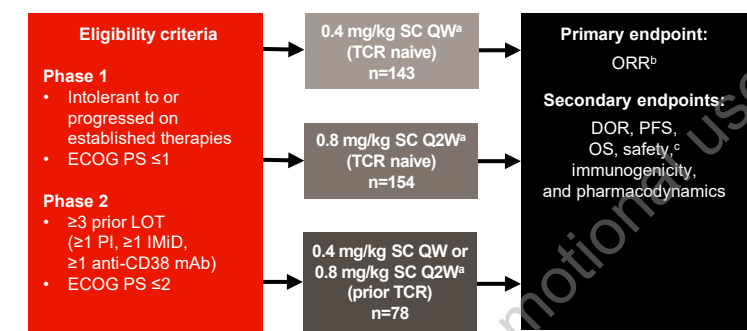 Eligibility criteria
Phase 1
• Intolerant to or
progressed on
established therapies
• ECOG PS ≤1
Phase 2
• ≥3 prior LOT
(≥1 PI, ≥1 IMiD,
≥1 anti-CD38 mAb)
• ECOG PS ≤2
0.4 mg/kg SC QWᵃ
(TCR naive)
n=143
0.8 mg/kg SC Q2Wᵃ
(TCR naive)
n=154
0.4 mg/kg SC QW or
0.8 mg/kg SC Q2Wᵃ
(prior TCR)
n=78
Primary endpoint:
ORRᵇ
Secondary endpoints:
DOR, PFS,
OS, safety,ᶜ
immunogenicity,
and pharmacodynamics